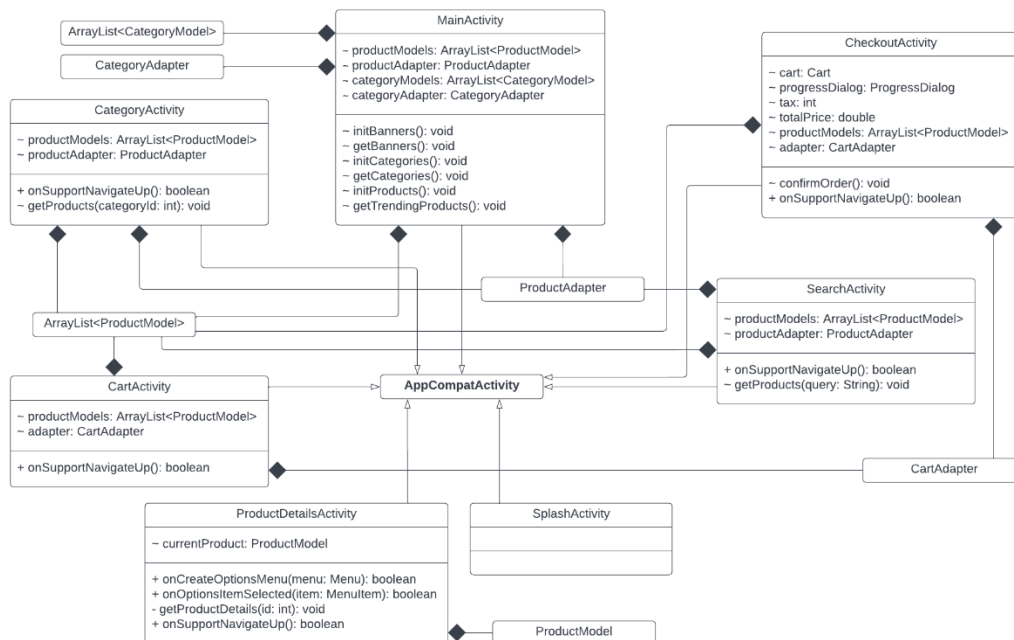 ArrayList<CategoryModel>
CategoryAdapter
MainActivity
~ productModels: ArrayList<ProductModel>
~ productAdapter: ProductAdapter
~ categoryModels: ArrayList<CategoryModel>
~ categoryAdapter: CategoryAdapter
~ initBanners(): void
~ getBanners(): void
~ initCategories(): void
~ getCategories(): void
~ initProducts(): void
~ getTrendingProducts(): void
CheckoutActivity
~ cart: Cart
~ progressDialog: ProgressDialog
~ tax: int
~ totalPrice: double
~ productModels: ArrayList<ProductModel>
~ adapter: CartAdapter
~ confirmOrder(): void
+ onSupportNavigateUp(): boolean
CategoryActivity
~ productModels: ArrayList<ProductModel>
~ productAdapter: ProductAdapter
+ onSupportNavigateUp(): boolean
~ getProducts(categoryId: int): void
ProductAdapter
SearchActivity
~ productModels: ArrayList<ProductModel>
~ productAdapter: ProductAdapter
+ onSupportNavigateUp(): boolean
~ getProducts(query: String): void
ArrayList<ProductModel>
AppCompatActivity
CartActivity
~ productModels: ArrayList<ProductModel>
~ adapter: CartAdapter
+ onSupportNavigateUp(): boolean
CartAdapter
ProductDetailsActivity
~ currentProduct: ProductModel
+ onCreateOptionsMenu(menu: Menu): boolean
+ onOptionsItemSelected(item: MenuItem): boolean
- getProductDetails(id: int): void
+ onSupportNavigateUp(): boolean
SplashActivity
ProductModel